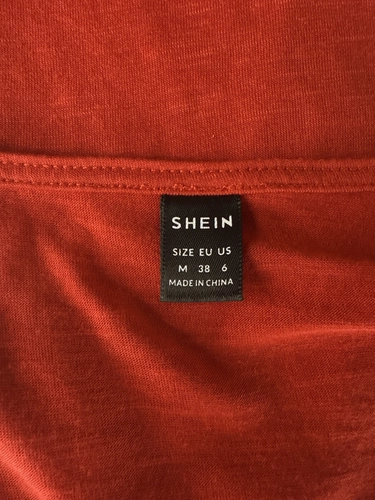 SHEIN
SIZE EU US
M 38 6
MADE IN CHINA